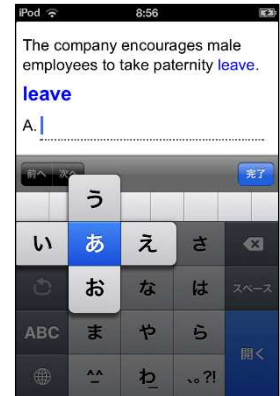 iPod 8:56
The company encourages male
employees to take paternity leave.
leave
A.
前へ 次へ 完了
う
い あ え さ
お な は スペース
ABC ま や ら
^^ わ 、。?! 開く